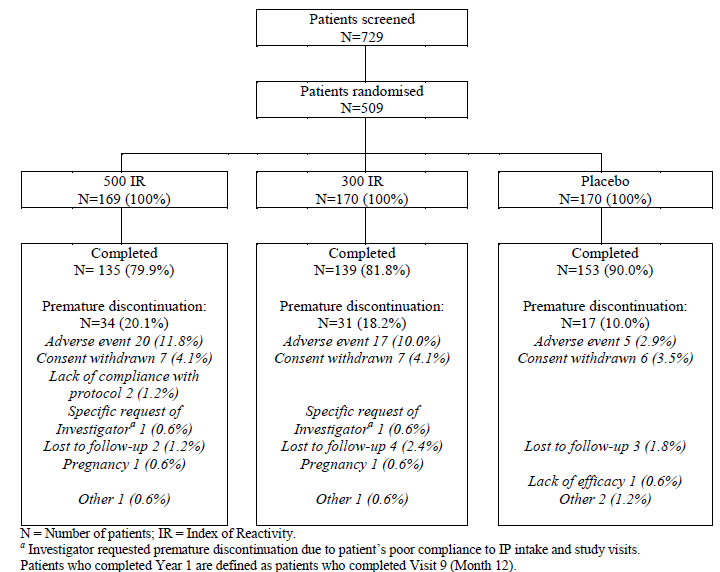 Patients screened
N=729
Patients randomised
N=509
500 IR
N=169 (100%)
300 IR
N=170 (100%)
Placebo
N=170 (100%)
Completed
N= 135 (79.9%)
Premature discontinuation:
N=34 (20.1%)
Adverse event 20 (11.8%)
Consent withdrawn 7 (4.1%)
Lack of compliance with
protocol 2 (1.2%)
Specific request of
Investigatorᵃ 1 (0.6%)
Lost to follow-up 2 (1.2%)
Pregnancy 1 (0.6%)
Other 1 (0.6%)
Completed
N=139 (81.8%)
Premature discontinuation:
N=31 (18.2%)
Adverse event 17 (10.0%)
Consent withdrawn 7 (4.1%)
Specific request of
Investigatorᵃ 1 (0.6%)
Lost to follow-up 4 (2.4%)
Pregnancy 1 (0.6%)
Other 1 (0.6%)
Completed
N=153 (90.0%)
Premature discontinuation:
N=17 (10.0%)
Adverse event 5 (2.9%)
Consent withdrawn 6 (3.5%)
Lost to follow-up 3 (1.8%)
Lack of efficacy 1 (0.6%)
Other 2 (1.2%)
N = Number of patients; IR = Index of Reactivity.
ᵃ Investigator requested premature discontinuation due to patient's poor compliance to IP intake and study visits.
Patients who completed Year 1 are defined as patients who completed Visit 9 (Month 12).